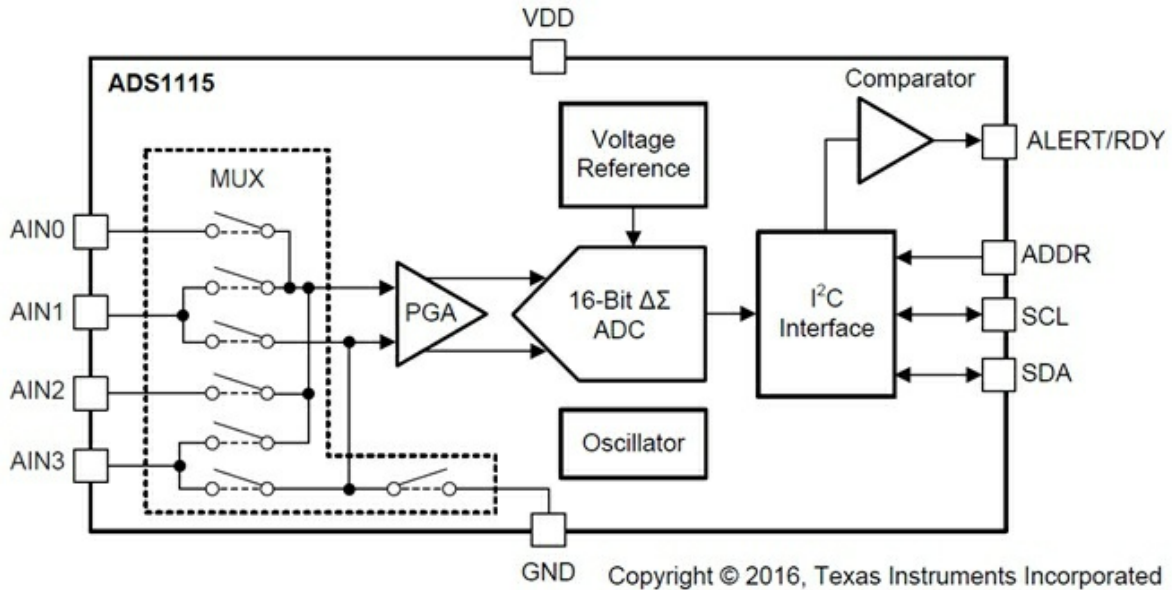 VDD
ADS1115
Comparator
Voltage
Reference
ALERT/RDY
MUX
AIN0
ADDR
AIN1
PGA
16-Bit ΔΣ
ADC
I²C
Interface
SCL
AIN2
SDA
AIN3
Oscillator
GND
Copyright © 2016, Texas Instruments Incorporated